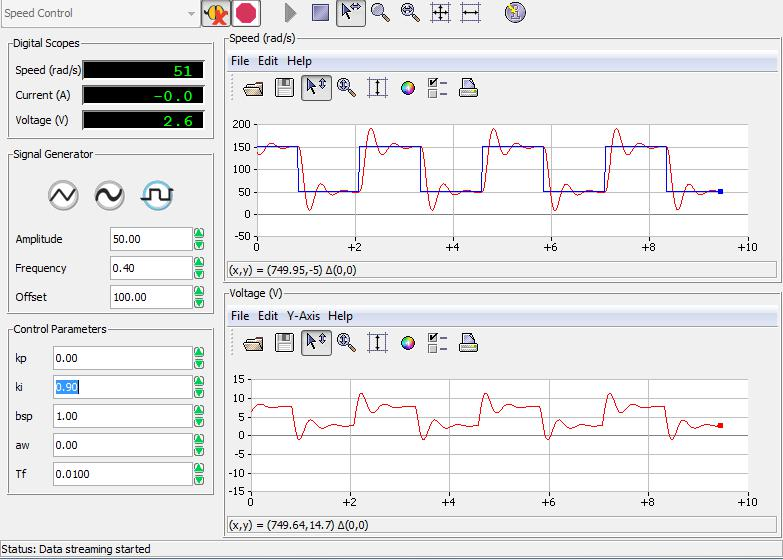 Speed Control
Digital Scopes
Speed (rad/s) 51
Current (A) -0.0
Voltage (V) 2.6
Signal Generator
Amplitude 50.00
Frequency 0.40
Offset 100.00
Control Parameters
kp 0.00
ki 0.90
bsp 1.00
aw 0.00
Tf 0.0100
Speed (rad/s)
File Edit Help
200
150
100
50
0
-50
0 +2 +4 +6 +8 +10
(x,y) = (749.95,-5) Δ(0,0)
Voltage (V)
File Edit Y-Axis Help
15
10
5
0
-5
-10
-15
0 +2 +4 +6 +8 +10
(x,y) = (749.64,14.7) Δ(0,0)
Status: Data streaming started